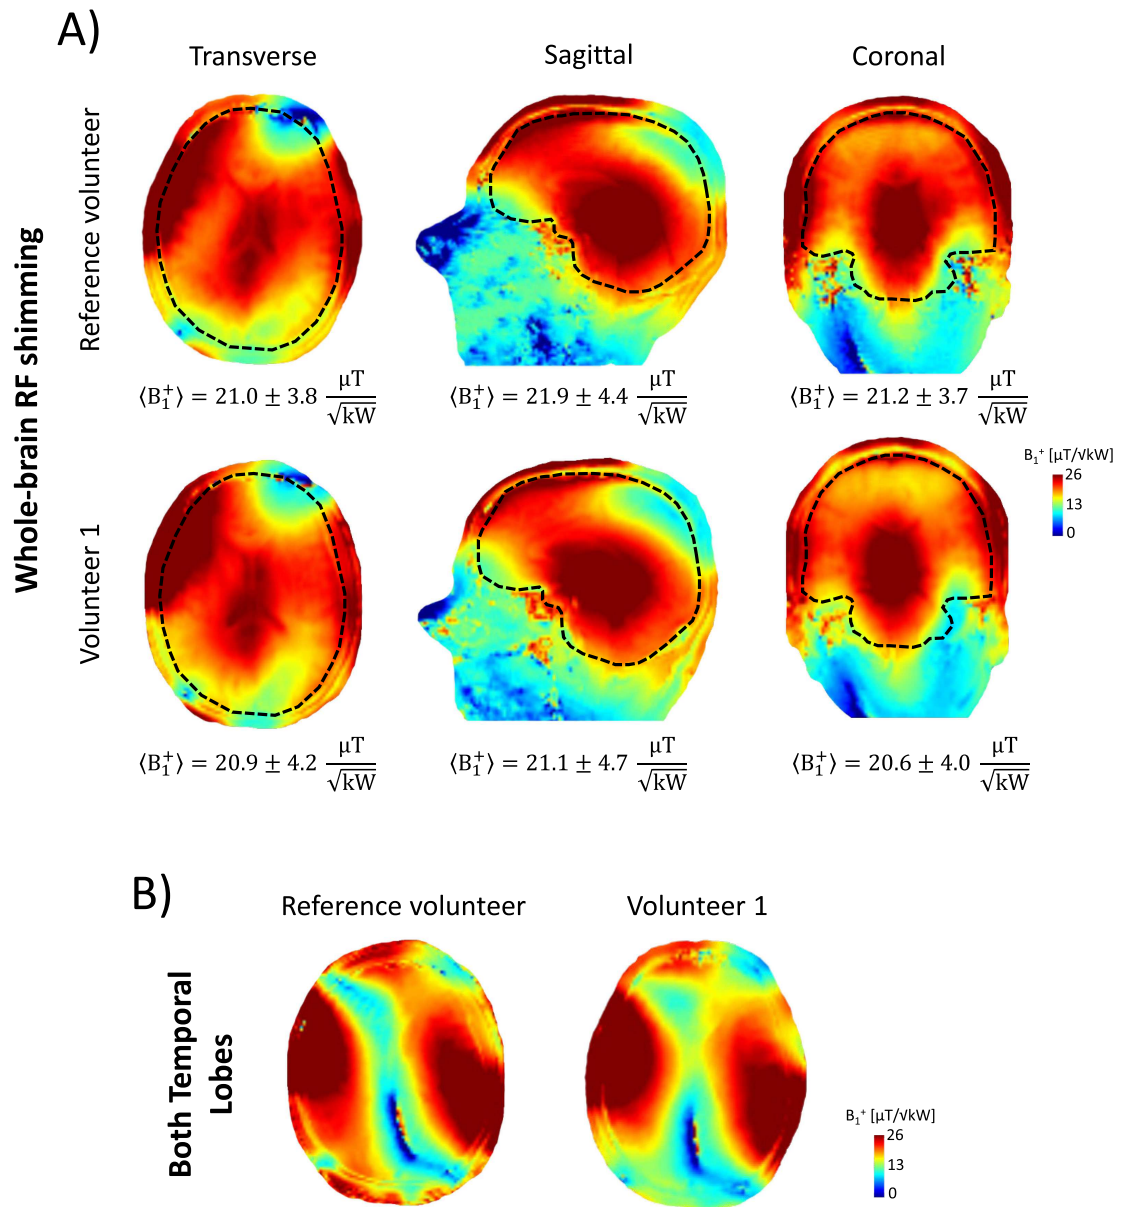 A)
Transverse
Sagittal
Coronal
Whole-brain RF shimming
Reference volunteer
⟨B₁⁺⟩ = 21.0 ± 3.8 μT/√kW
⟨B₁⁺⟩ = 21.9 ± 4.4 μT/√kW
⟨B₁⁺⟩ = 21.2 ± 3.7 μT/√kW
B₁⁺ [μT/√kW]
26
13
0
Volunteer 1
⟨B₁⁺⟩ = 20.9 ± 4.2 μT/√kW
⟨B₁⁺⟩ = 21.1 ± 4.7 μT/√kW
⟨B₁⁺⟩ = 20.6 ± 4.0 μT/√kW
B)
Reference volunteer
Volunteer 1
Both Temporal
Lobes
B₁⁺ [μT/√kW]
26
13
0